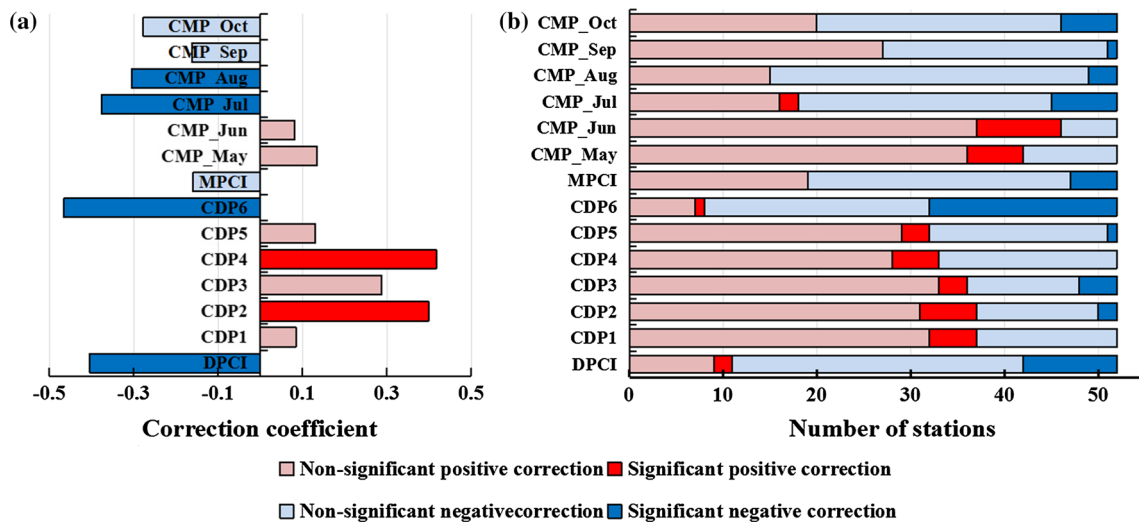 (a)
CMP_Oct
CMP_Sep
CMP_Aug
CMP_Jul
CMP_Jun
CMP_May
MPCI
CDP6
CDP5
CDP4
CDP3
CDP2
CDP1
DPCI
-0.5 -0.3 -0.1 0.1 0.3 0.5
Correction coefficient
(b)
CMP_Oct
CMP_Sep
CMP_Aug
CMP_Jul
CMP_Jun
CMP_May
MPCI
CDP6
CDP5
CDP4
CDP3
CDP2
CDP1
DPCI
0 10 20 30 40 50
Number of stations
Non-significant positive correction Significant positive correction
Non-significant negativecorrection Significant negative correction